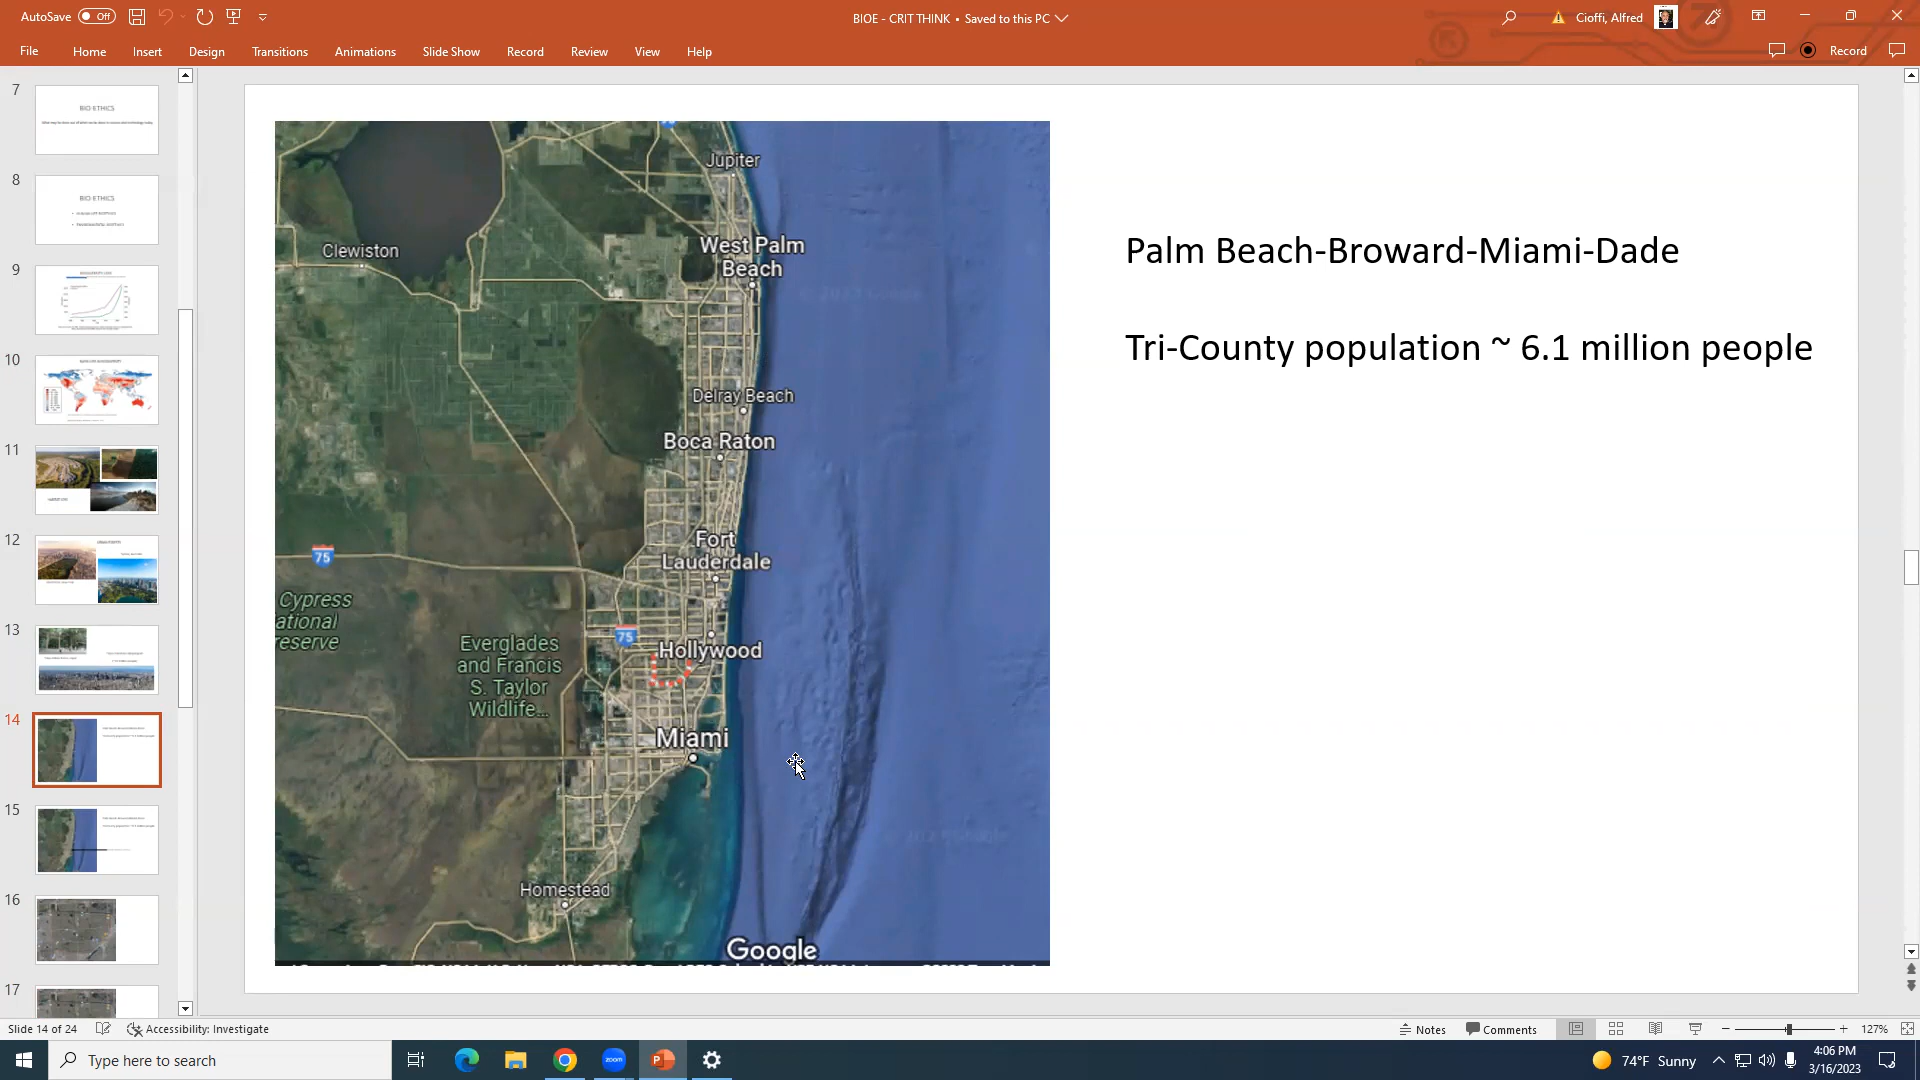 AutoSave Off
BIOE - CRIT THINK • Saved to this PC
Cioffi, Alfred
File Home Insert Design Transitions Animations Slide Show Record Review View Help
Record
7
BIO ETHICS
8
BIO ETHICS
9
10
11
12
13
14
15
16
17
Jupiter
Clewiston
West Palm
Beach
Delray Beach
Boca Raton
75
Fort
Lauderdale
Cypress
ational
reserve
75
Hollywood
Everglades
and Francis
S. Taylor
Wildlife...
Miami
Homestead
Google
Palm Beach-Broward-Miami-Dade
Tri-County population ~ 6.1 million people
Slide 14 of 24
Accessibility: Investigate
Notes
Comments
127%
Type here to search
zoom
P
74°F Sunny
4:06 PM
3/16/2023